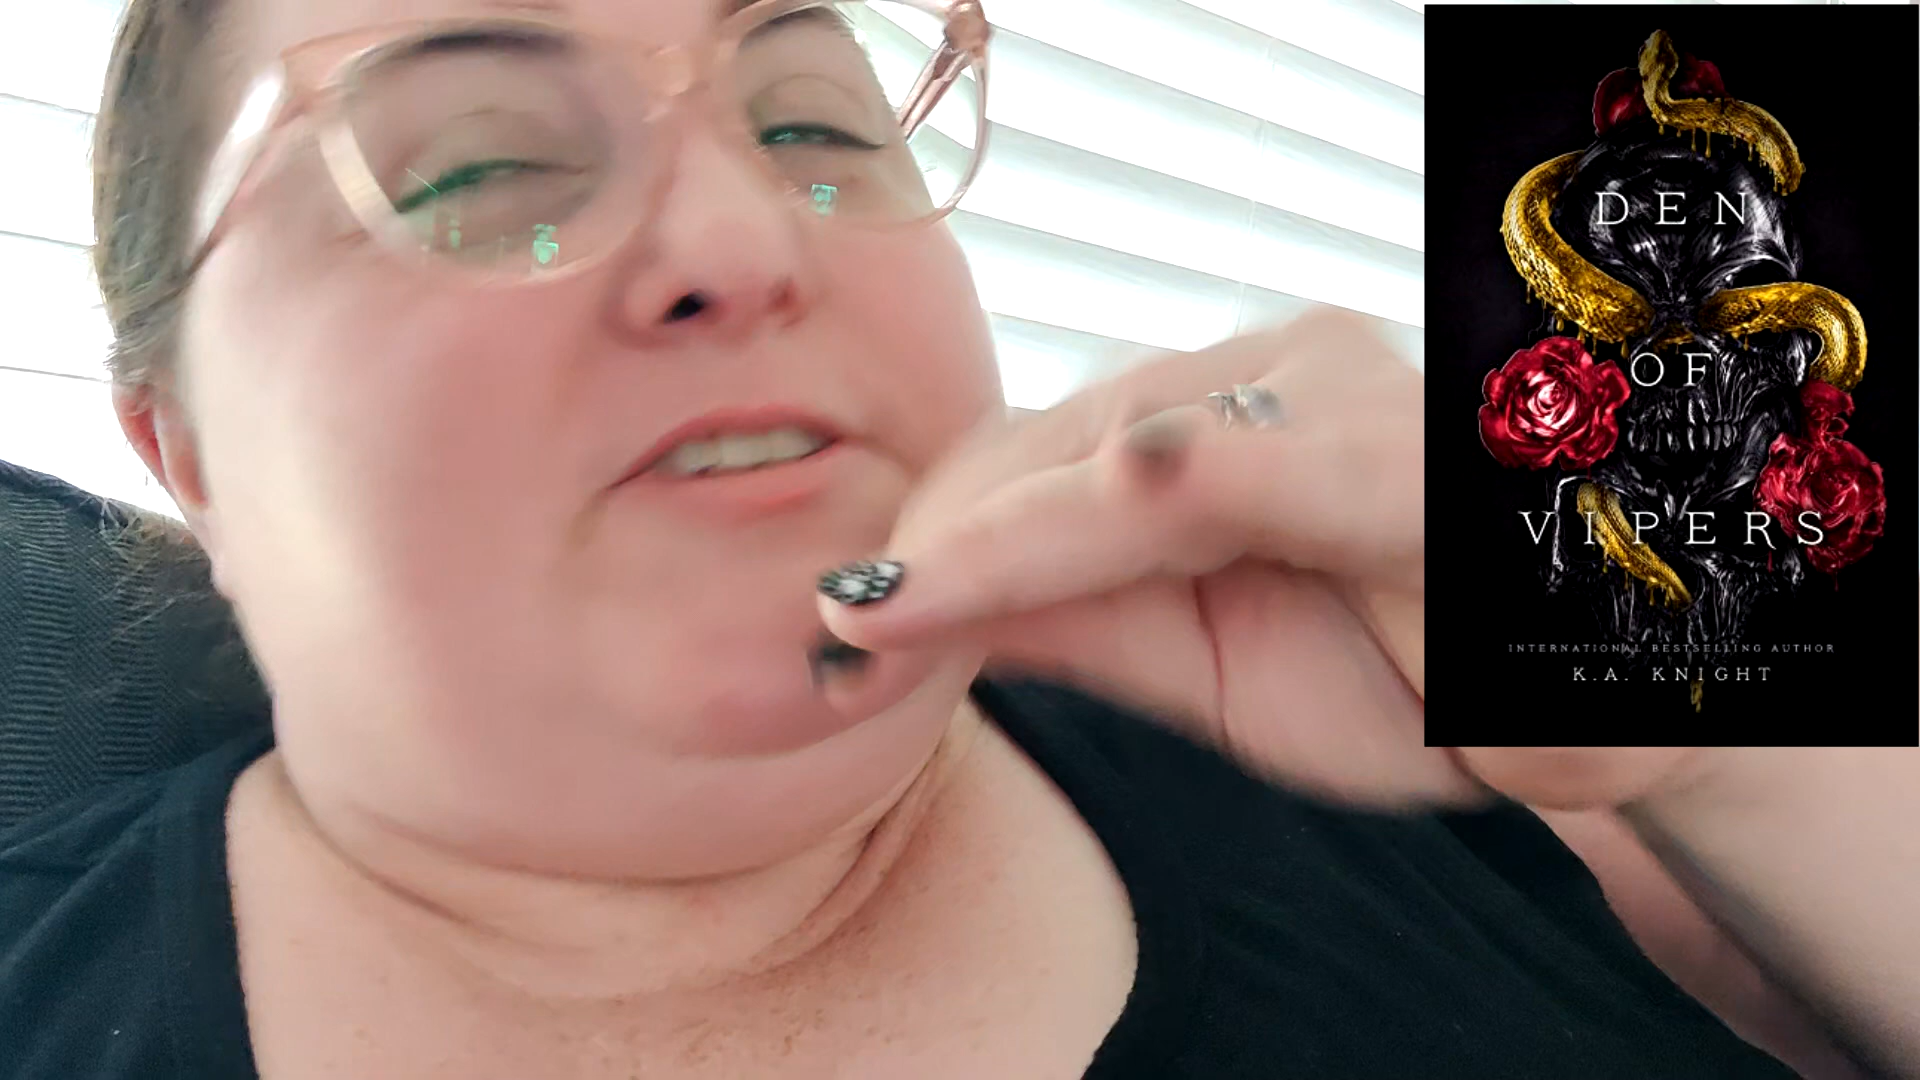 DEN
OF
VIPERS
INTERNATIONAL BESTSELLING AUTHOR
K.A. KNIGHT